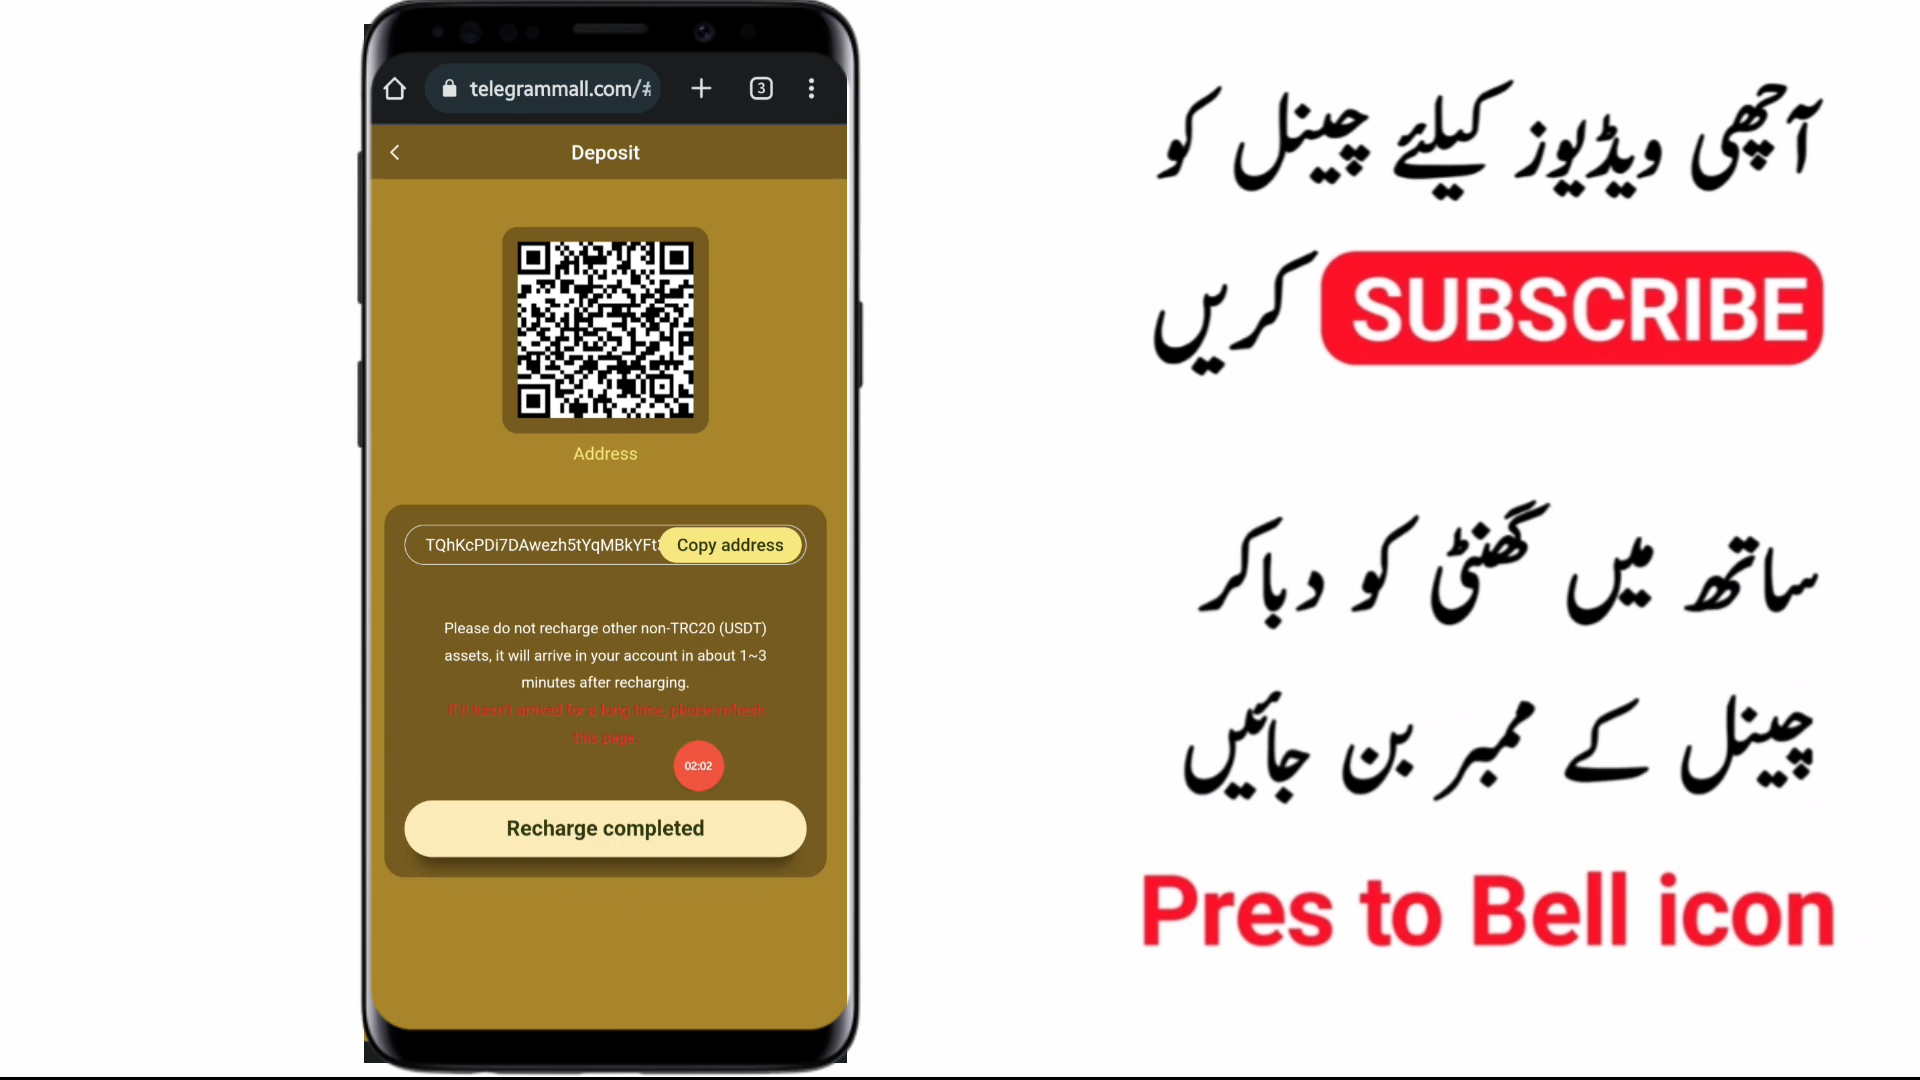 telegrammall.com/#
3
Deposit
Address
TQhKcPDi7DAwezh5tYqMBkYFt3
Copy address
Please do not recharge other non-TRC20 (USDT)
assets, it will arrive in your account in about 1~3
minutes after recharging.
If it hasn't arrived for a long time, please refresh
this page
02:02
Recharge completed
آچھی ویڈیوز کیلئے چینل کو
SUBSCRIBE کریں
ساتھ میں گھنٹی کو دباکر
چینل کے ممبر بن جائیں
Pres to Bell icon